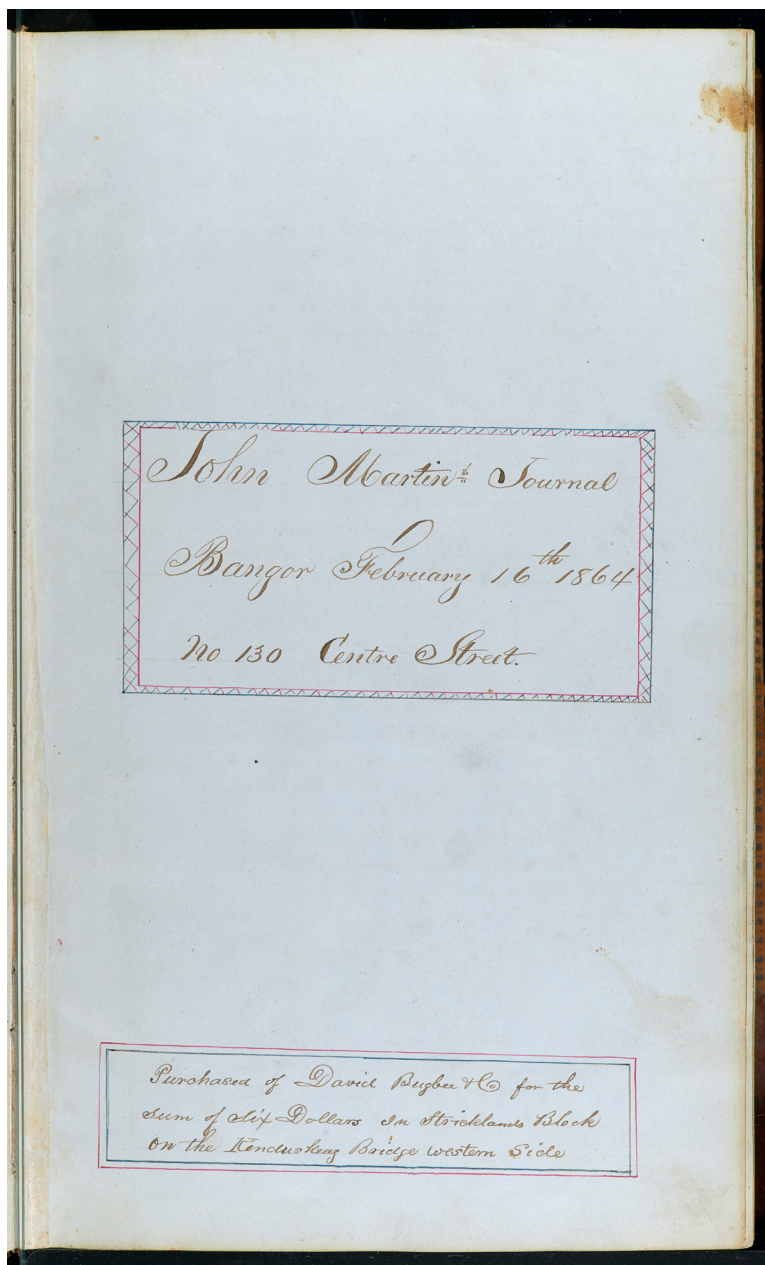 John Martin's Journal
Bangor February 16th 1864
No 130 Centre Street.
Purchased of David Bugbee & Co for the
sum of Six Dollars In Stricklands Block
on the Kenduskeag Bridge western Side